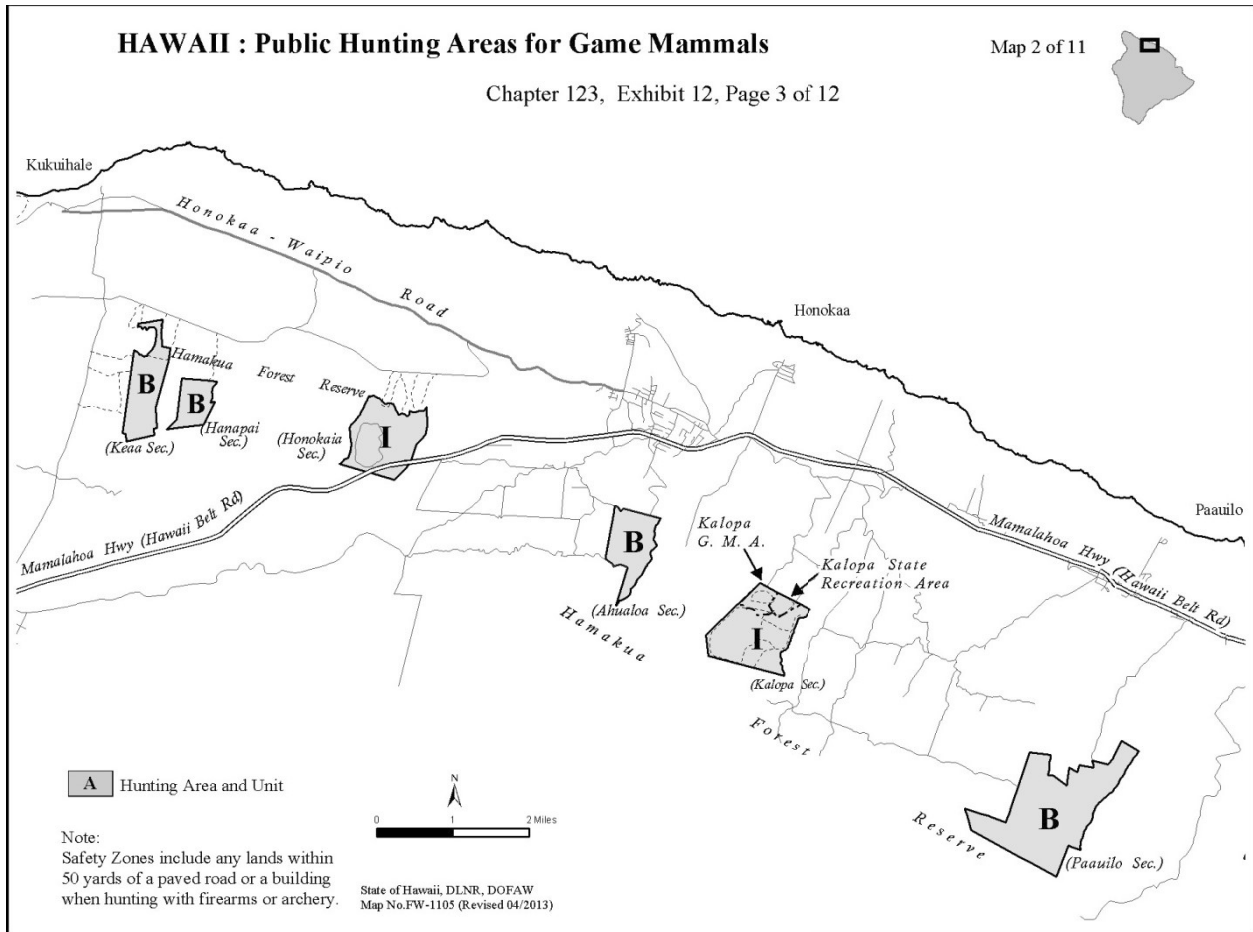 HAWAII : Public Hunting Areas for Game Mammals
Map 2 of 11
Chapter 123, Exhibit 12, Page 3 of 12
Kukuihale
Honokaa - Waipio Road
Honokaa
Hamakua Forest Reserve
B
B
(Keaa Sec.)
(Hanapai
Sec.)
(Honokaia
Sec.)
I
Paauilo
Mamalahoa Hwy (Hawaii Belt Rd)
Mamalahoa Hwy (Hawaii Belt Rd)
Kalopa
G. M. A.
Kalopa State
Recreation Area
B
(Ahualoa Sec.)
I
(Kalopa Sec.)
Hamakua Forest Reserve
B
(Paauilo Sec.)
A Hunting Area and Unit
N
0 1 2 Miles
Note:
Safety Zones include any lands within
50 yards of a paved road or a building
when hunting with firearms or archery.
State of Hawaii, DLNR, DOFAW
Map No.FW-1105 (Revised 04/2013)